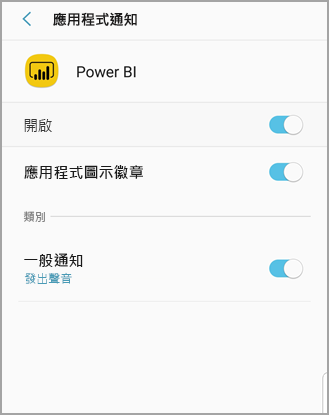 應用程式通知
Power BI
開啟
應用程式圖示徽章
類別
一般通知
發出聲音